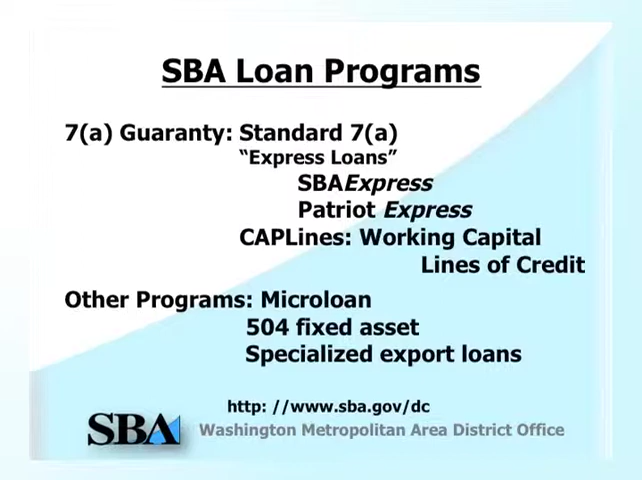 SBA Loan Programs
7(a) Guaranty: Standard 7(a)
“Express Loans”
SBAExpress
Patriot Express
CAPLines: Working Capital
Lines of Credit
Other Programs: Microloan
504 fixed asset
Specialized export loans
http: //www.sba.gov/dc
SBA Washington Metropolitan Area District Office